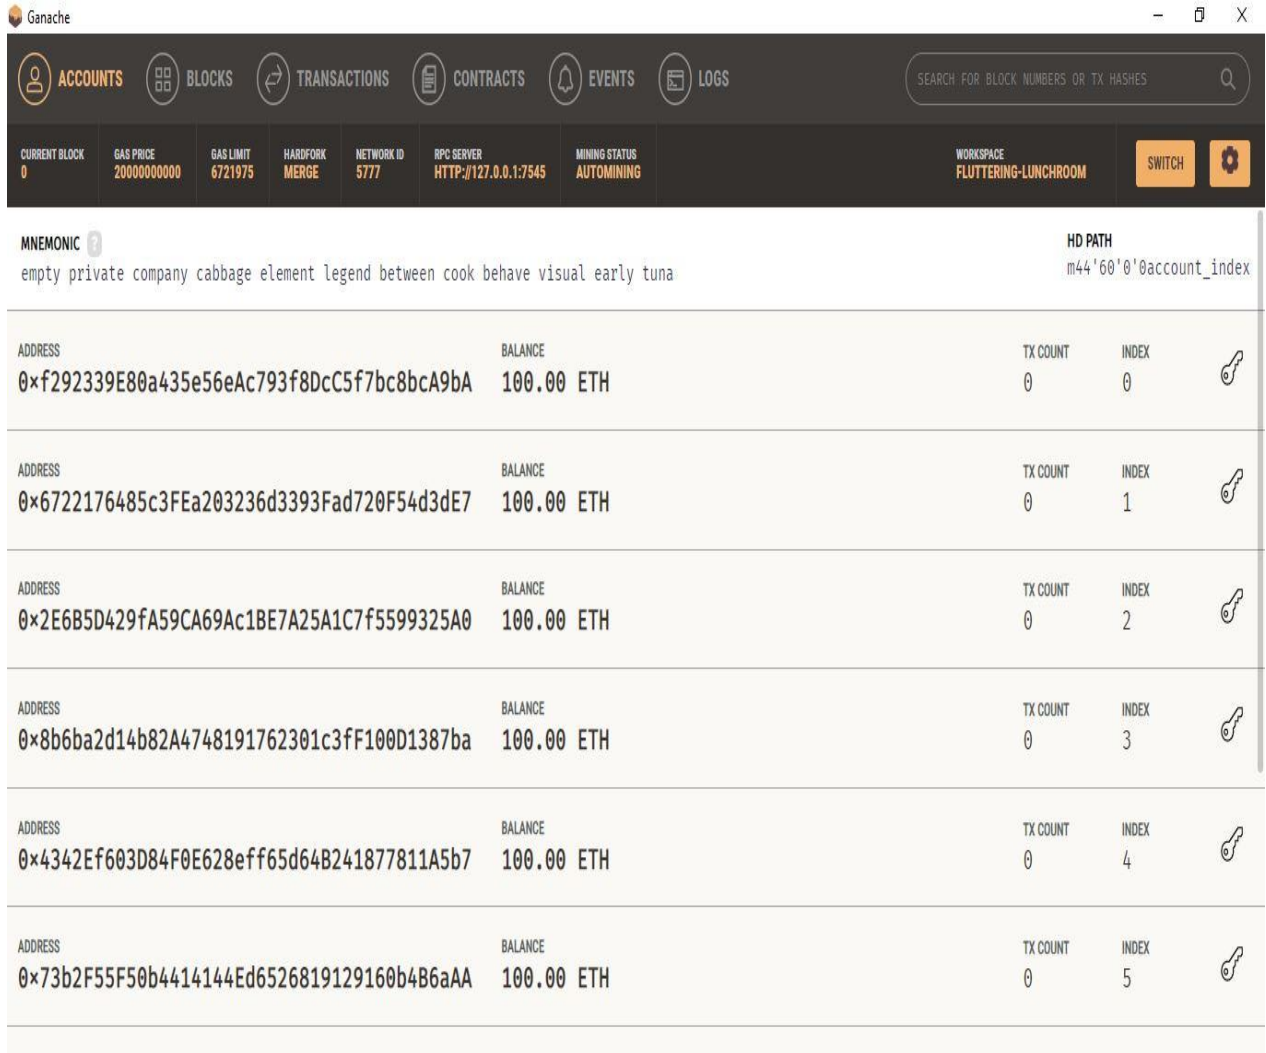 Ganache
ACCOUNTS BLOCKS TRANSACTIONS CONTRACTS EVENTS LOGS SEARCH FOR BLOCK NUMBERS OR TX HASHES
CURRENT BLOCK GAS PRICE GAS LIMIT HARDFORK NETWORK ID RPC SERVER MINING STATUS WORKSPACE
0 20000000000 6721975 MERGE 5777 HTTP://127.0.0.1:7545 AUTOMINING FLUTTERING-LUNCHROOM SWITCH
MNEMONIC ? HD PATH
empty private company cabbage element legend between cook behave visual early tuna m44'60'0'0account_index
ADDRESS BALANCE TX COUNT INDEX
0×f292339E80a435e56eAc793f8DcC5f7bc8bcA9bA 100.00 ETH 0 0
ADDRESS BALANCE TX COUNT INDEX
0×6722176485c3FEa203236d3393Fad720F54d3dE7 100.00 ETH 0 1
ADDRESS BALANCE TX COUNT INDEX
0×2E6B5D429fA59CA69Ac1BE7A25A1C7f5599325A0 100.00 ETH 0 2
ADDRESS BALANCE TX COUNT INDEX
0×8b6ba2d14b82A4748191762301c3fF100D1387ba 100.00 ETH 0 3
ADDRESS BALANCE TX COUNT INDEX
0×4342Ef603D84F0E628eff65d64B241877811A5b7 100.00 ETH 0 4
ADDRESS BALANCE TX COUNT INDEX
0×73b2F55F50b4414144Ed6526819129160b4B6aAA 100.00 ETH 0 5